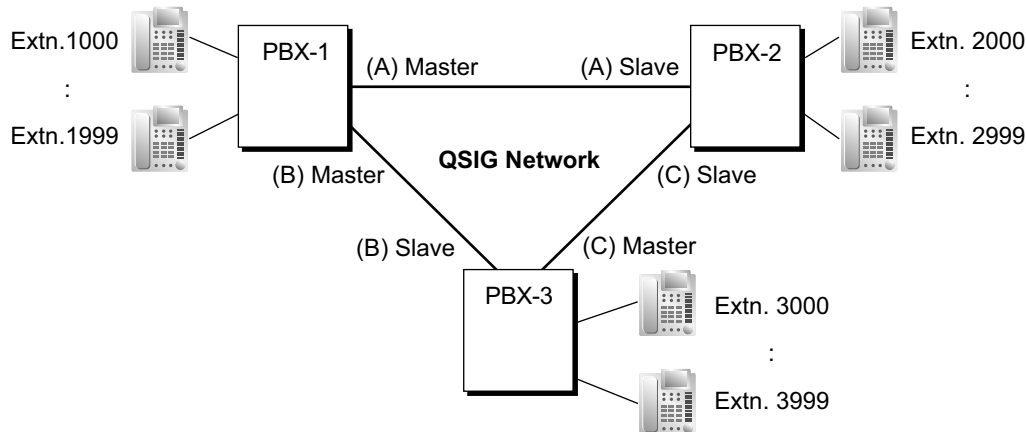 Extn.1000
:
Extn.1999
PBX-1
(A) Master
(A) Slave
PBX-2
Extn. 2000
:
Extn. 2999
QSIG Network
(B) Master
(C) Slave
(B) Slave
(C) Master
PBX-3
Extn. 3000
:
Extn. 3999